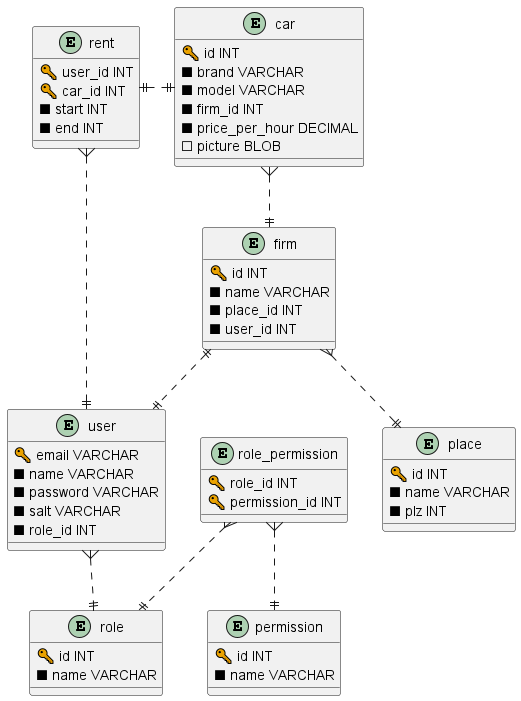 E rent
user_id INT
car_id INT
start INT
end INT
E car
id INT
brand VARCHAR
model VARCHAR
firm_id INT
price_per_hour DECIMAL
picture BLOB
E firm
id INT
name VARCHAR
place_id INT
user_id INT
E user
email VARCHAR
name VARCHAR
password VARCHAR
salt VARCHAR
role_id INT
E role_permission
role_id INT
permission_id INT
E place
id INT
name VARCHAR
plz INT
E role
id INT
name VARCHAR
E permission
id INT
name VARCHAR